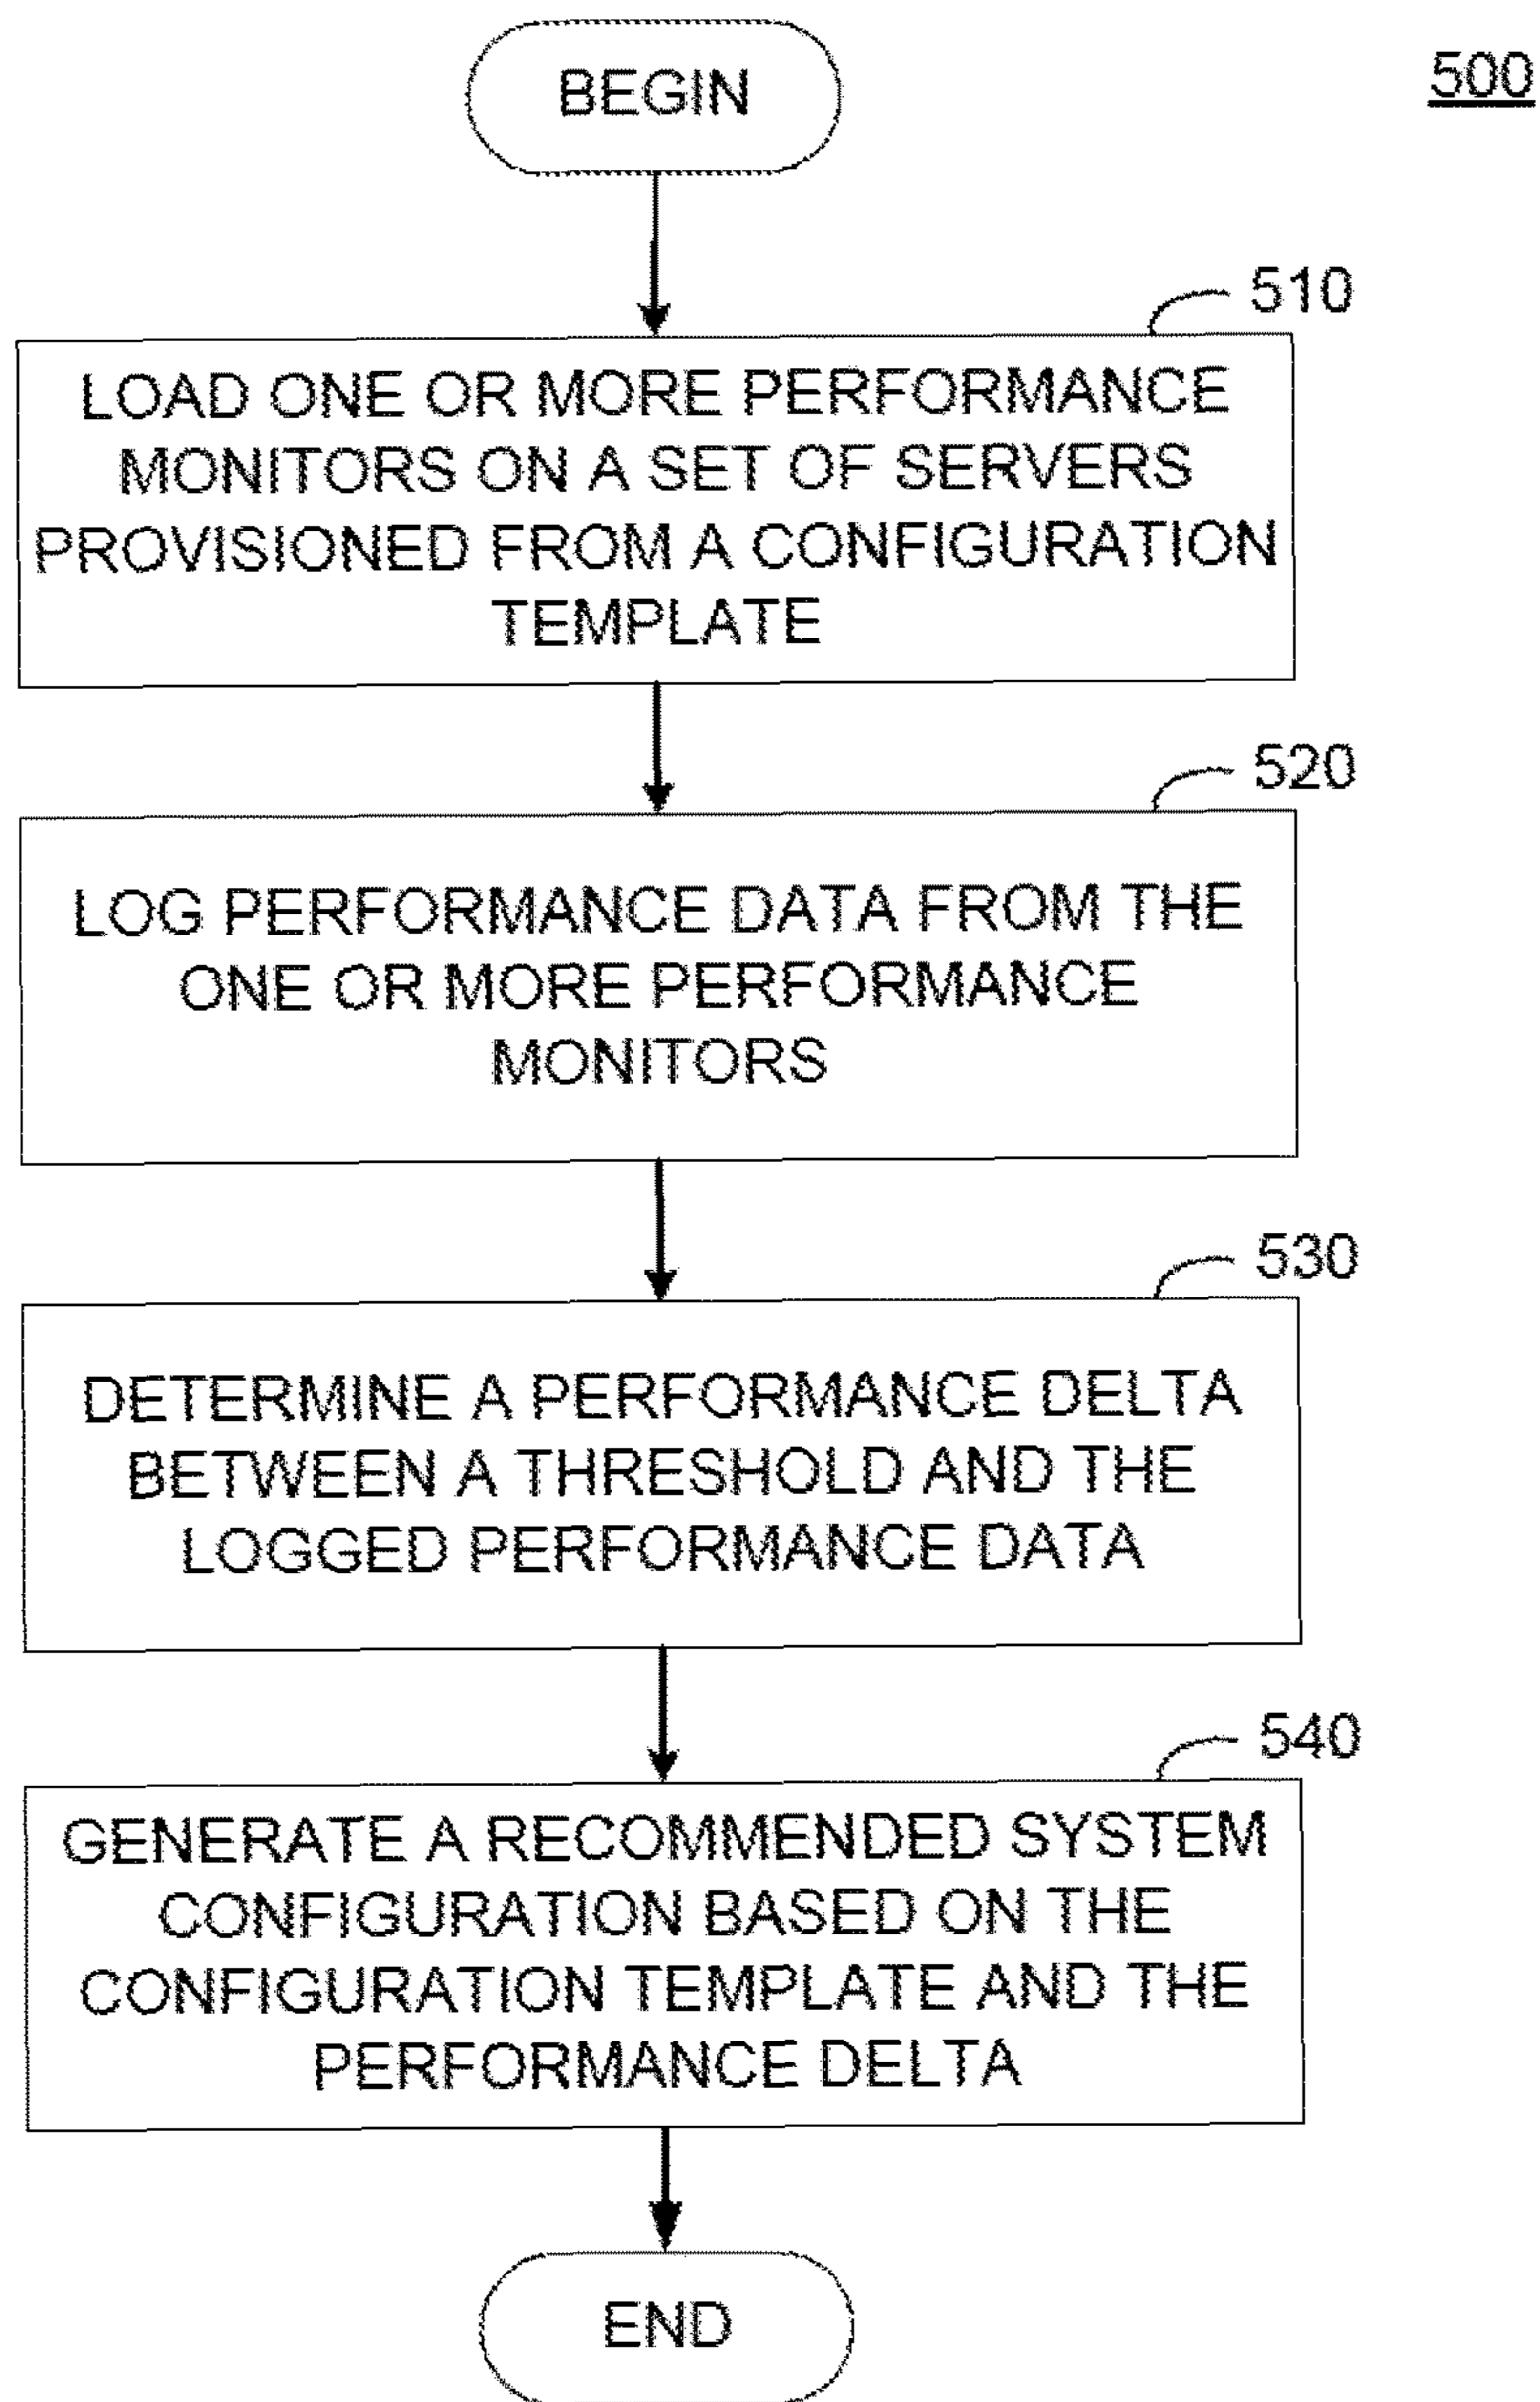 BEGIN
500
510
LOAD ONE OR MORE PERFORMANCE
MONITORS ON A SET OF SERVERS
PROVISIONED FROM A CONFIGURATION
TEMPLATE
520
LOG PERFORMANCE DATA FROM THE
ONE OR MORE PERFORMANCE
MONITORS
530
DETERMINE A PERFORMANCE DELTA
BETWEEN A THRESHOLD AND THE
LOGGED PERFORMANCE DATA
540
GENERATE A RECOMMENDED SYSTEM
CONFIGURATION BASED ON THE
CONFIGURATION TEMPLATE AND THE
PERFORMANCE DELTA
END